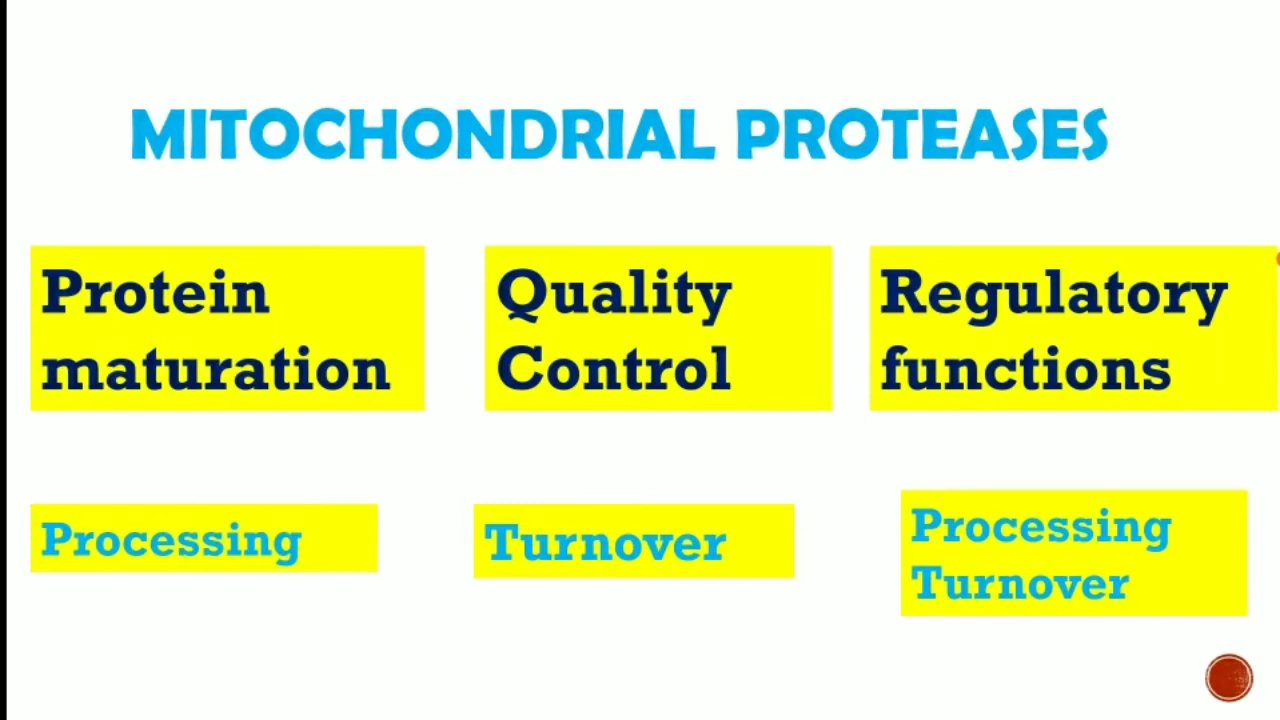 MITOCHONDRIAL PROTEASES
Protein
maturation
Quality
Control
Regulatory
functions
Processing
Turnover
Processing
Turnover